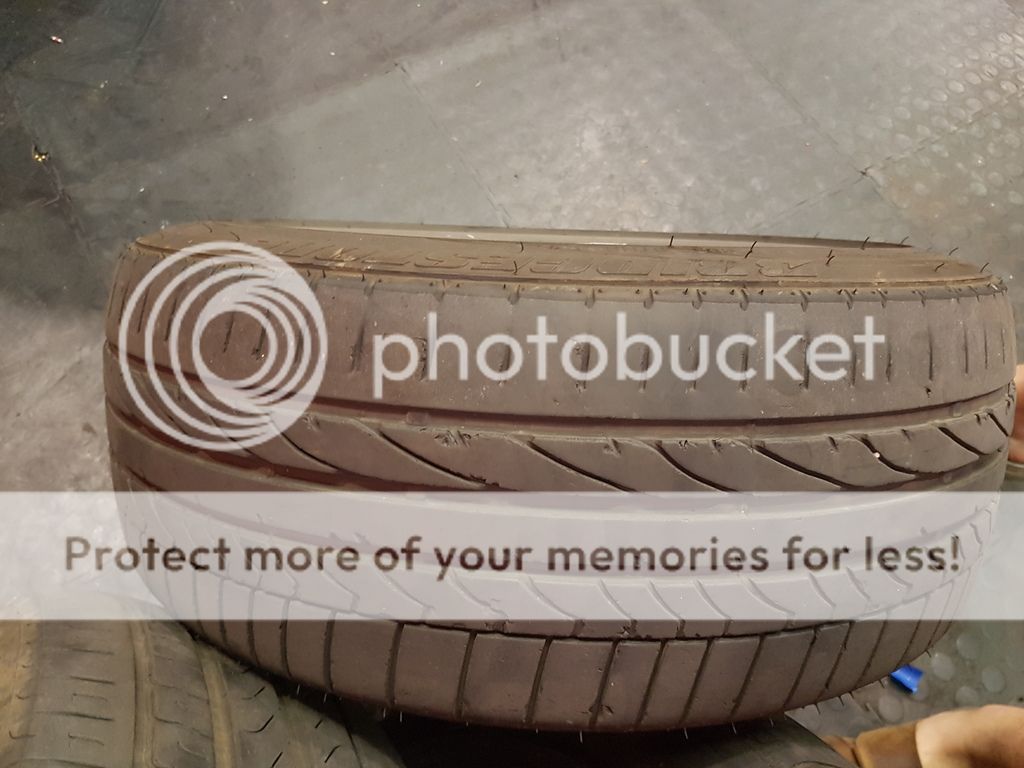 photobucket
Protect more of your memories for less!